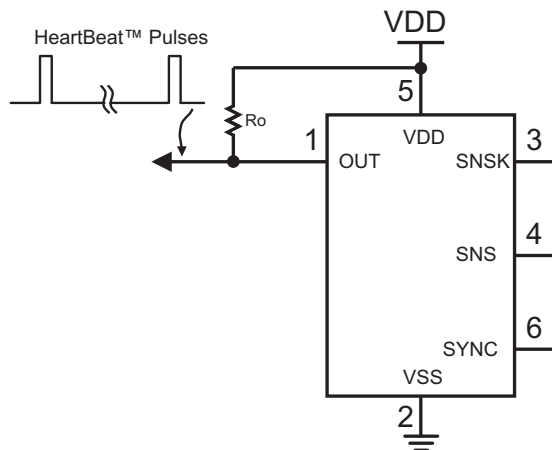 HeartBeat™ Pulses
VDD
5
Ro
1
VDD
3
OUT
SNSK
4
SNS
6
SYNC
VSS
2